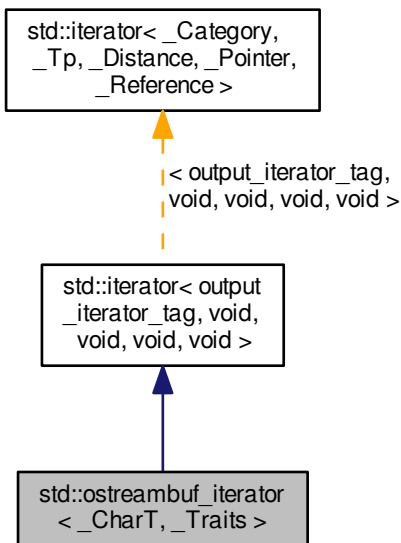 std::iterator< _Category,
_Tp, _Distance, _Pointer,
_Reference >
< output_iterator_tag,
void, void, void, void >
std::iterator< output
_iterator_tag, void,
void, void, void >
std::ostreambuf_iterator
< _CharT, _Traits >